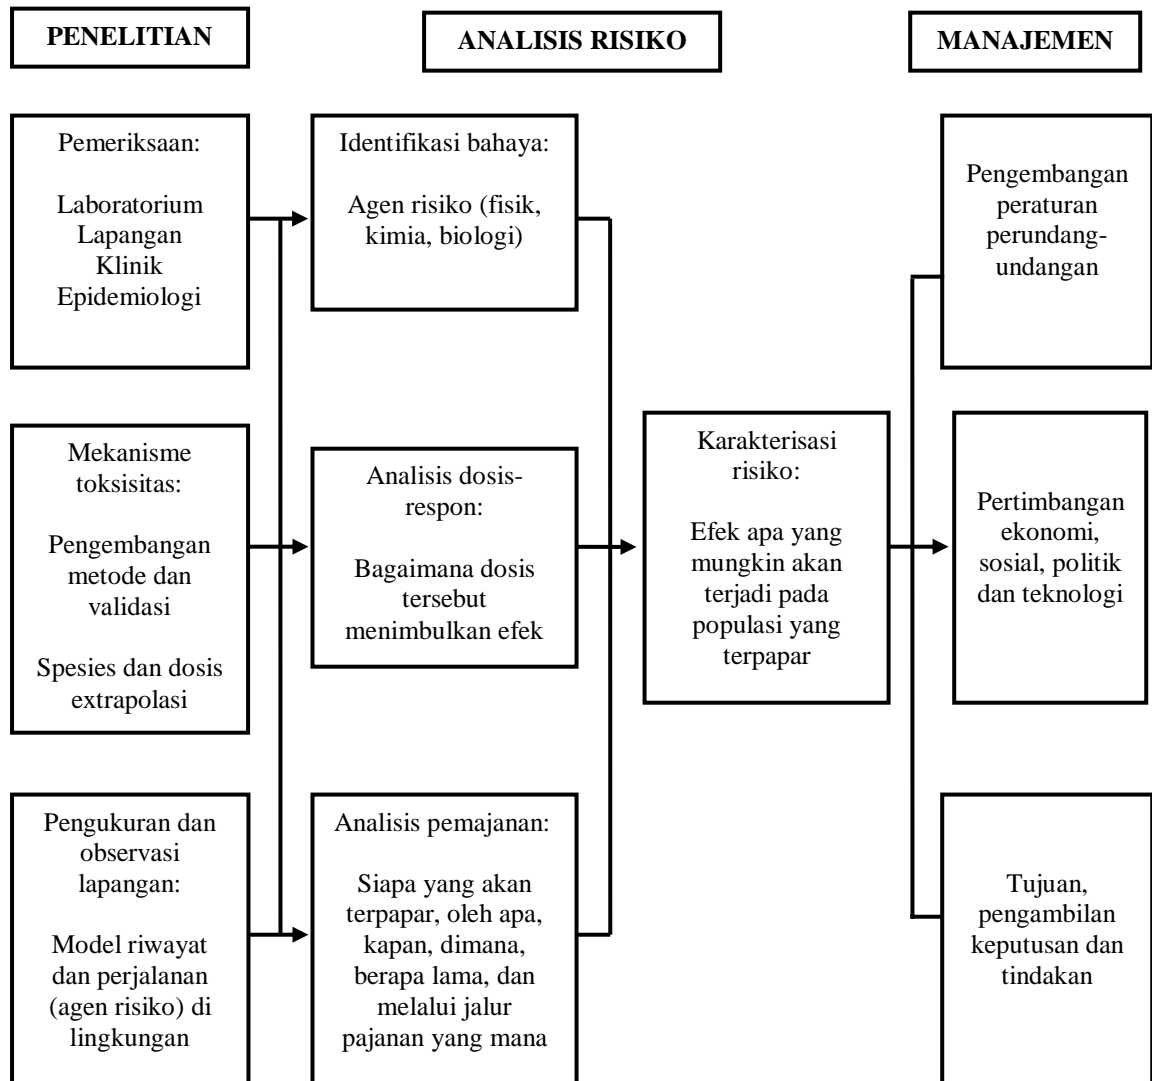 PENELITIAN
ANALISIS RISIKO
MANAJEMEN
Pemeriksaan:
Laboratorium
Lapangan
Klinik
Epidemiologi
Identifikasi bahaya:
Agen risiko (fisik,
kimia, biologi)
Pengembangan
peraturan
perundang-
undangan
Mekanisme
toksisitas:
Pengembangan
metode dan
validasi
Spesies dan dosis
extrapolasi
Analisis dosis-
respon:
Bagaimana dosis
tersebut
menimbulkan efek
Karakterisasi
risiko:
Efek apa yang
mungkin akan
terjadi pada
populasi yang
terpapar
Pertimbangan
ekonomi,
sosial, politik
dan teknologi
Pengukuran dan
observasi
lapangan:
Model riwayat
dan perjalanan
(agen risiko) di
lingkungan
Analisis pemajanan:
Siapa yang akan
terpapar, oleh apa,
kapan, dimana,
berapa lama, dan
melalui jalur
pajanan yang mana
Tujuan,
pengambilan
keputusan dan
tindakan